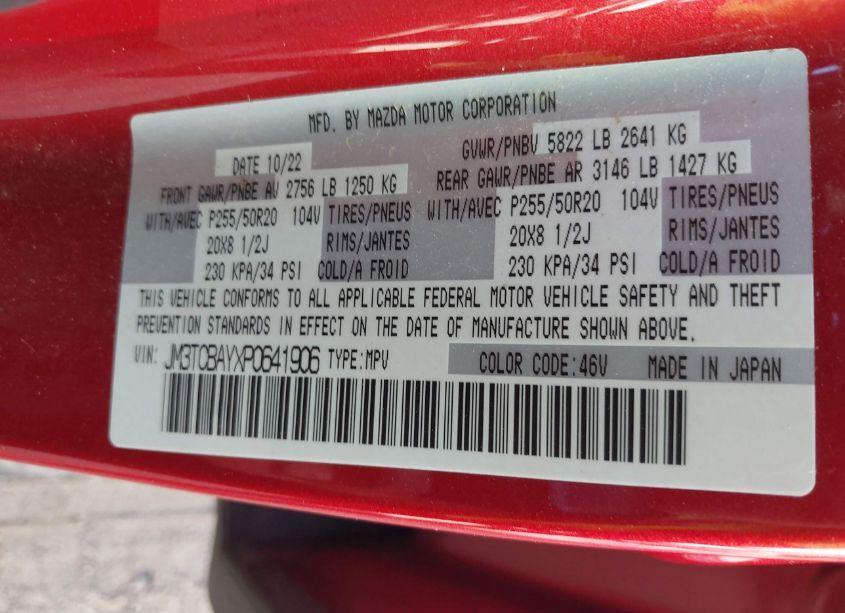 MFD. BY MAZDA MOTOR CORPORATION
DATE 10/22 GVWR/PNBV 5822 LB 2641 KG
FRONT GAWR/PNBE AV 2756 LB 1250 KG REAR GAWR/PNBE AR 3146 LB 1427 KG
WITH/AVEC P255/50R20 104V TIRES/PNEUS WITH/AVEC P255/50R20 104V TIRES/PNEUS
20X8 1/2J RIMS/JANTES 20X8 1/2J RIMS/JANTES
230 KPA/34 PSI COLD/A FROID 230 KPA/34 PSI COLD/A FROID
THIS VEHICLE CONFORMS TO ALL APPLICABLE FEDERAL MOTOR VEHICLE SAFETY AND THEFT
PREVENTION STANDARDS IN EFFECT ON THE DATE OF MANUFACTURE SHOWN ABOVE.
VIN: JM3TCBAYXP0641906 TYPE:MPV COLOR CODE:46V MADE IN JAPAN